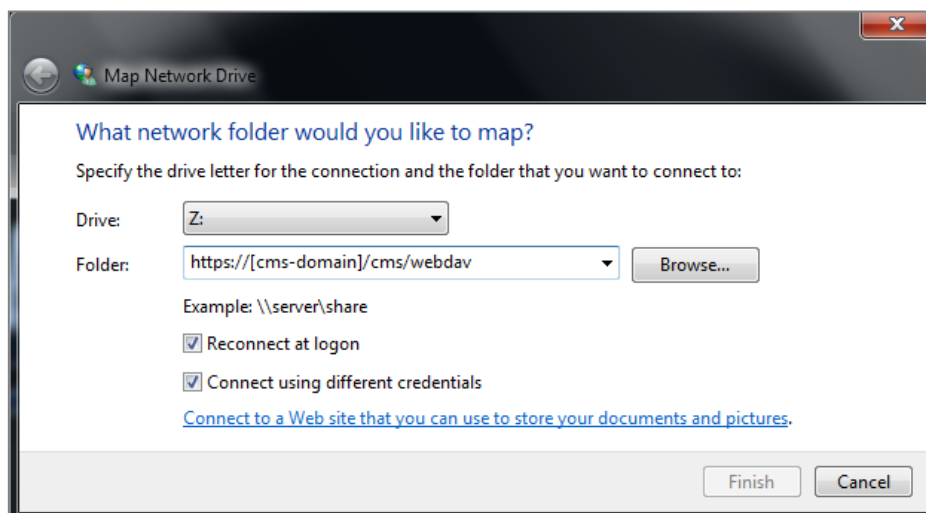 Map Network Drive
What network folder would you like to map?
Specify the drive letter for the connection and the folder that you want to connect to:
Drive: Z:
Folder: https://[cms-domain]/cms/webdav Browse...
Example: \\server\share
Reconnect at logon
Connect using different credentials
Connect to a Web site that you can use to store your documents and pictures.
Finish Cancel